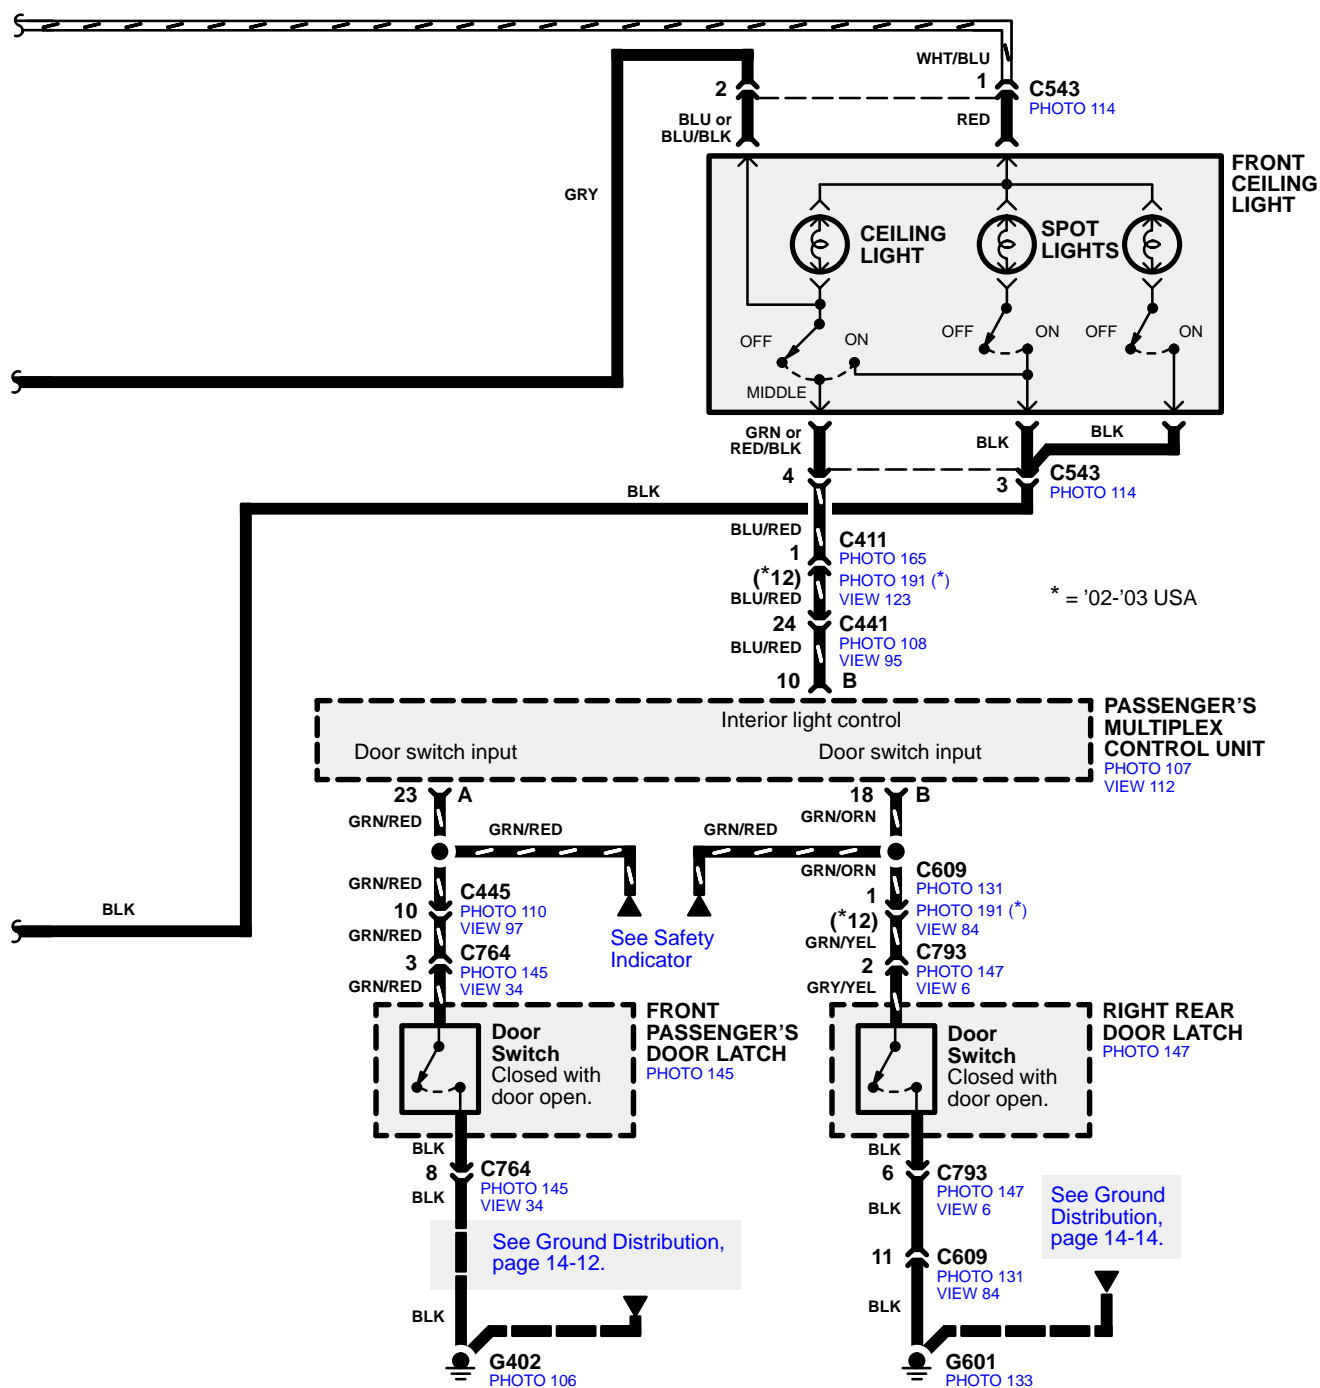 WHT/BLU
2
1
C543
PHOTO 114
BLU or
BLU/BLK
RED
GRY
FRONT
CEILING
LIGHT
CEILING
LIGHT
SPOT
LIGHTS
OFF
ON
OFF
ON
OFF
ON
MIDDLE
GRN or
RED/BLK
BLK
BLK
4
3
C543
PHOTO 114
BLK
BLU/RED
1
C411
PHOTO 165
(*12)
PHOTO 191 (*)
BLU/RED
VIEW 123
* = ’02-’03 USA
24
C441
BLU/RED
PHOTO 108
VIEW 95
10
B
PASSENGER’S
MULTIPLEX
CONTROL UNIT
PHOTO 107
VIEW 112
Interior light control
Door switch input
Door switch input
23
A
18
B
GRN/RED
GRN/ORN
GRN/RED
GRN/RED
GRN/RED
GRN/ORN
C445
PHOTO 110
VIEW 97
10
C609
PHOTO 131
1
PHOTO 191 (*)
(*12)
VIEW 84
BLK
GRN/RED
GRN/YEL
See Safety
Indicator
3
C764
PHOTO 145
VIEW 34
GRN/RED
2
C793
PHOTO 147
VIEW 6
GRY/YEL
FRONT
PASSENGER’S
DOOR LATCH
PHOTO 145
Door
Switch
Closed with
door open.
RIGHT REAR
DOOR LATCH
PHOTO 147
Door
Switch
Closed with
door open.
BLK
8
C764
PHOTO 145
VIEW 34
BLK
BLK
6
C793
PHOTO 147
VIEW 6
BLK
See Ground
Distribution,
page 14-14.
See Ground Distribution,
page 14-12.
11
C609
PHOTO 131
VIEW 84
BLK
BLK
G402
PHOTO 106
G601
PHOTO 133